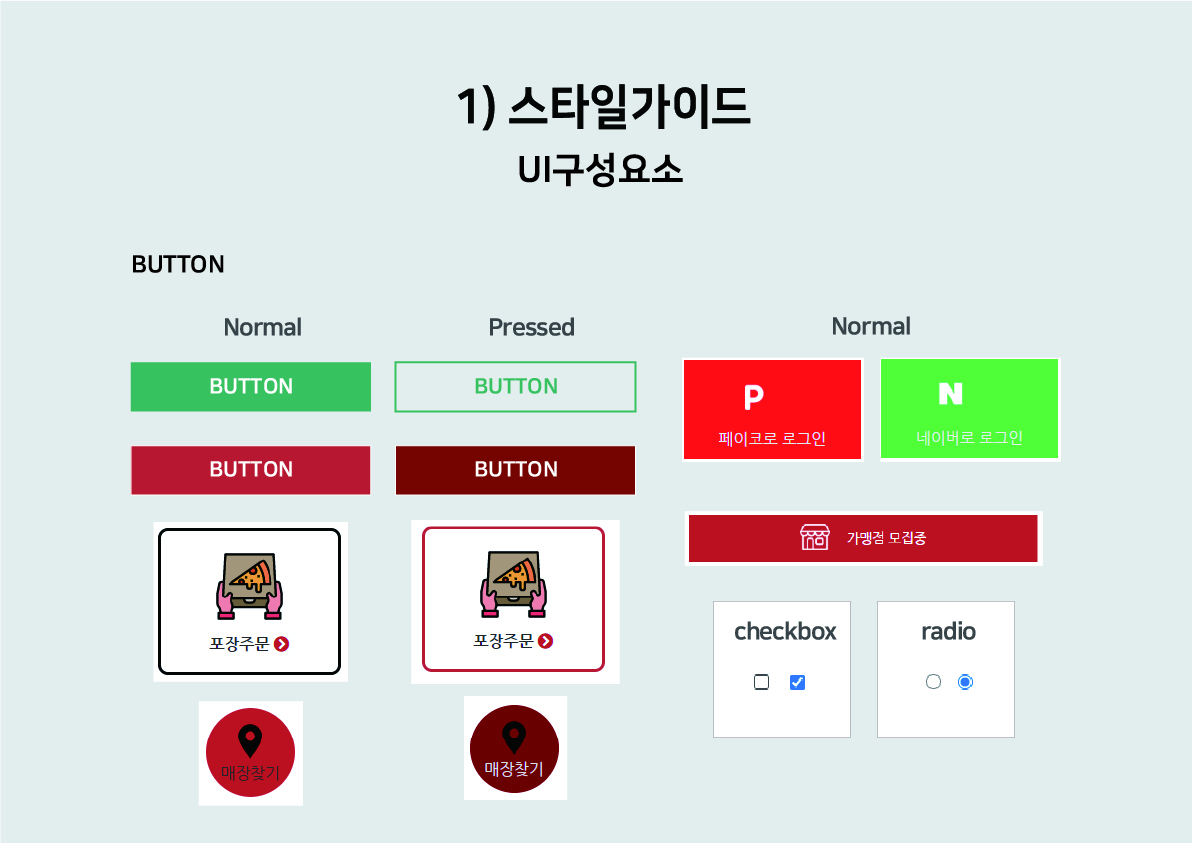 1) 스타일가이드
UI구성요소
BUTTON
Normal
Pressed
Normal
BUTTON
BUTTON
P
페이코로 로그인
N
네이버로 로그인
BUTTON
BUTTON
가맹점 모집중
포장주문
포장주문
checkbox
radio
매장찾기
매장찾기